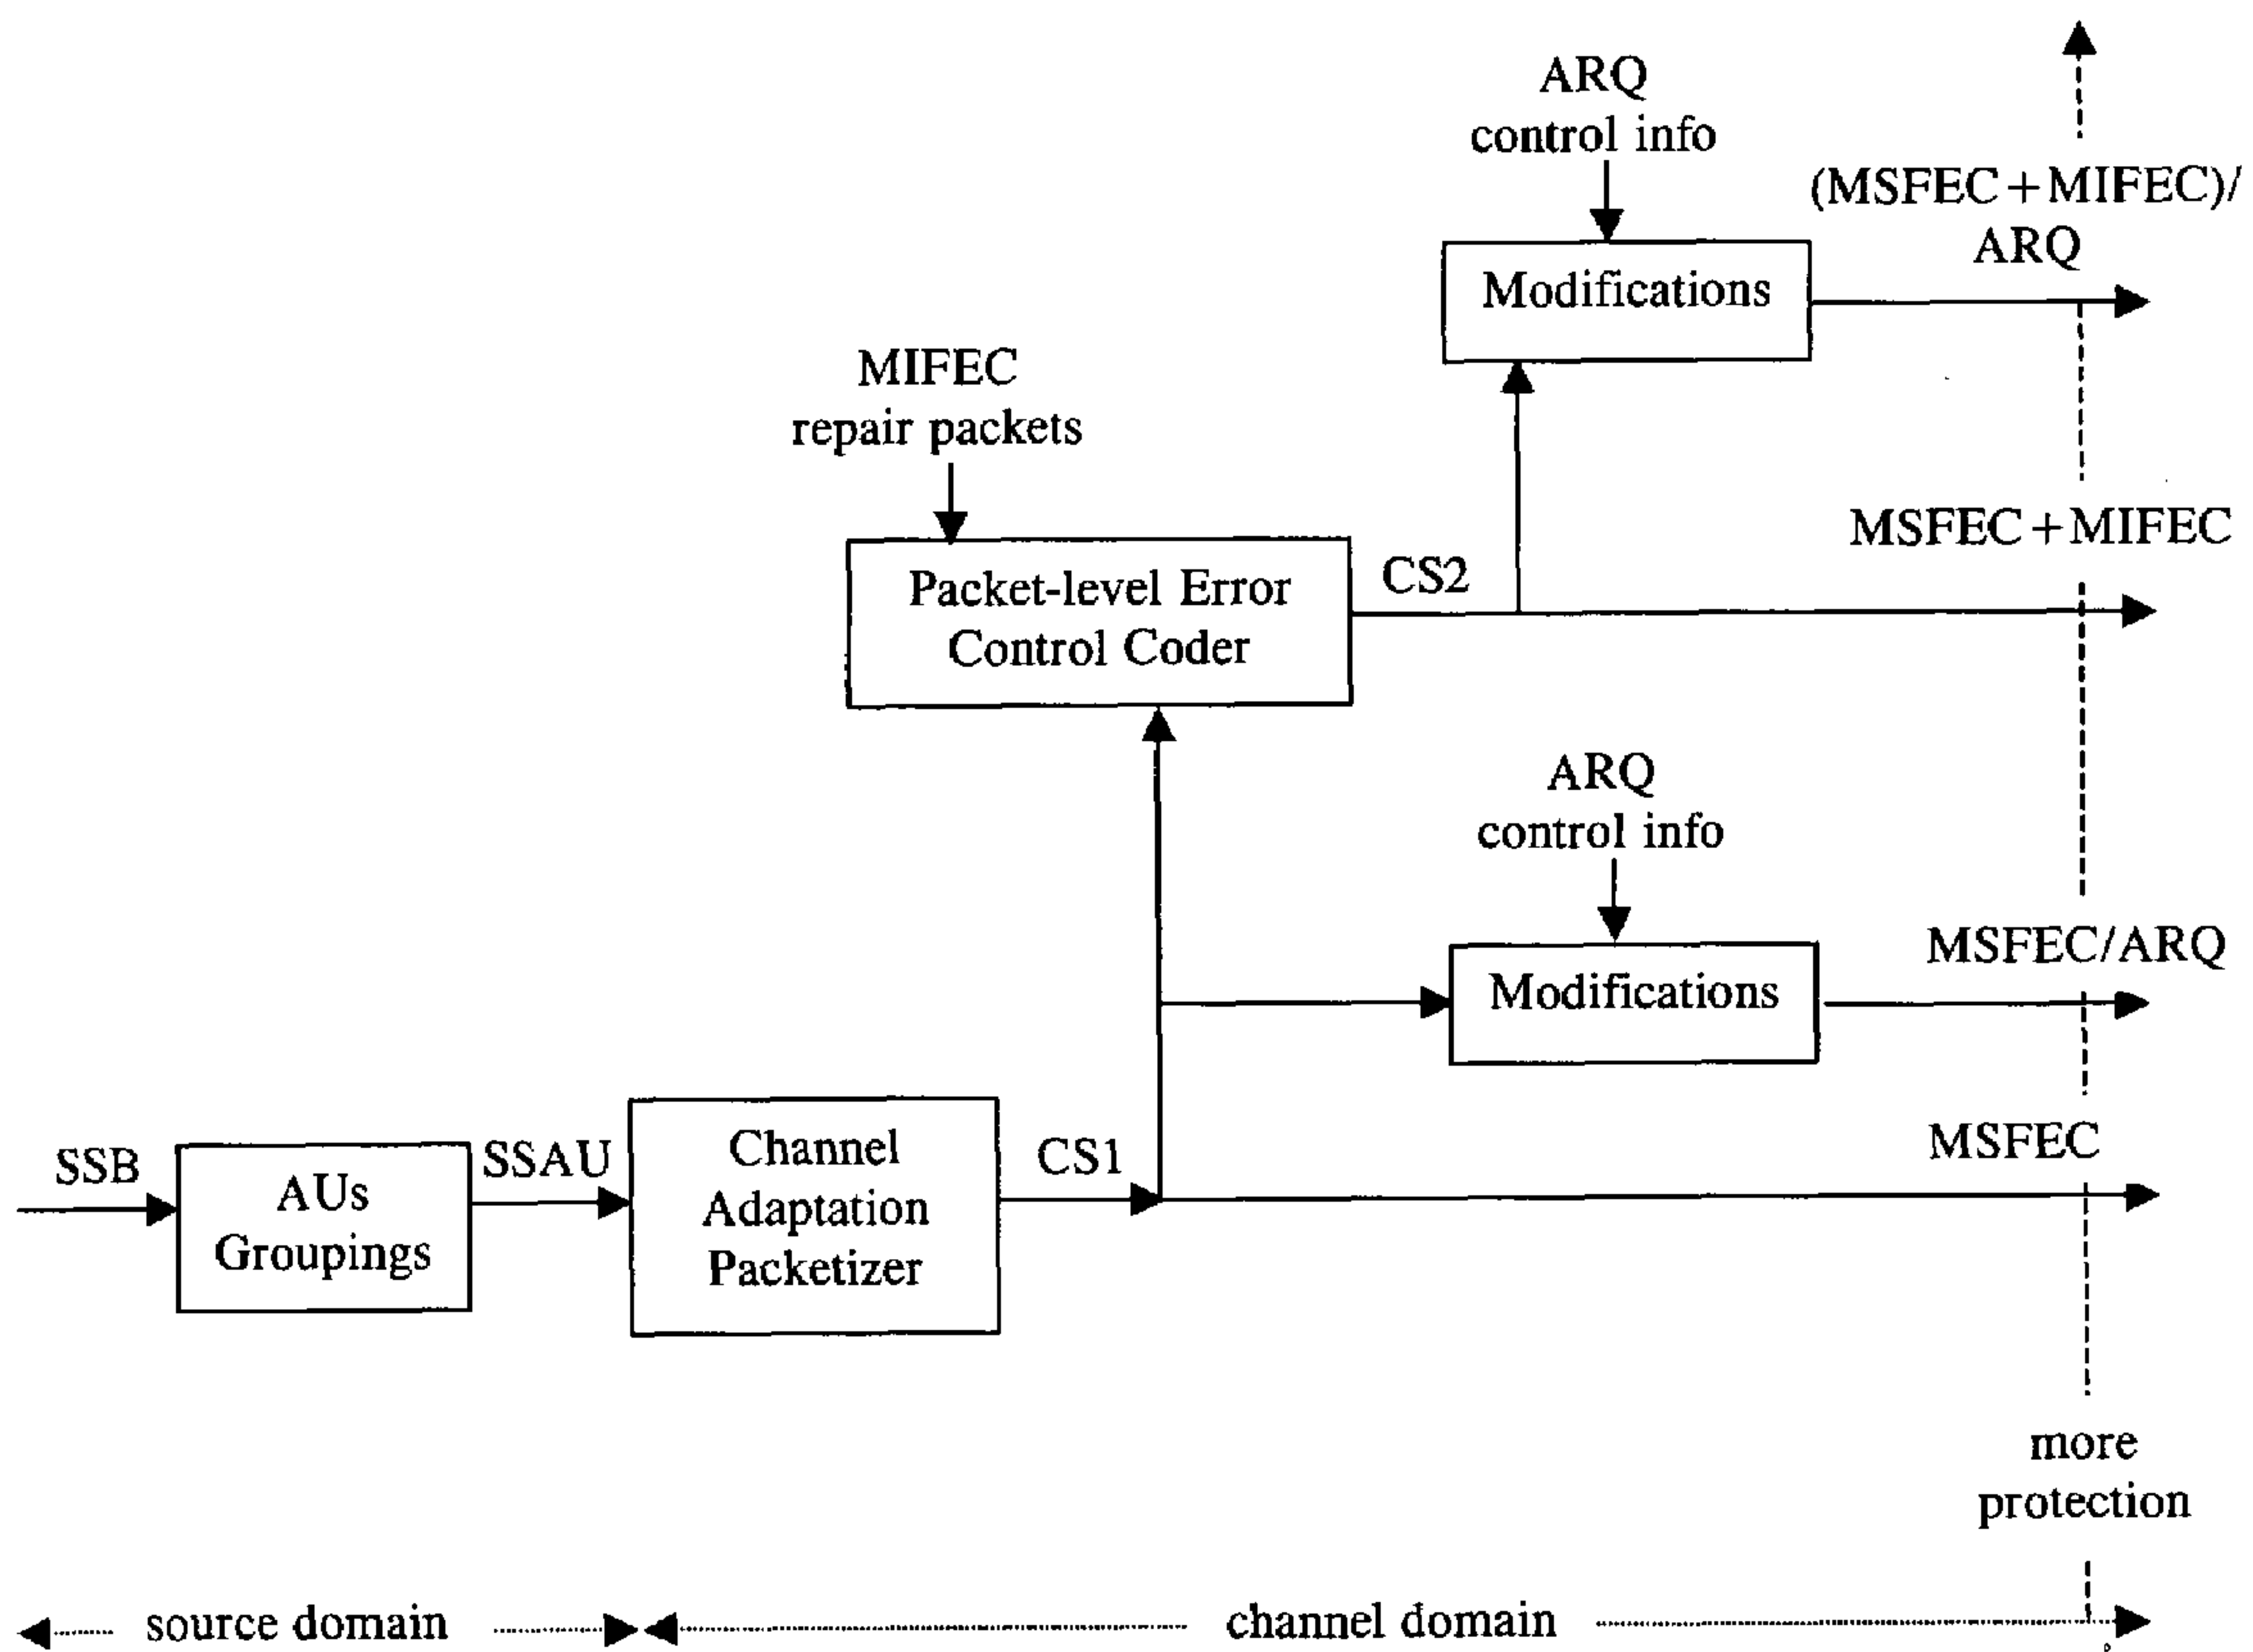 ARQ
control info
(MSFEC+MIFEC)/
ARQ
Modifications
MIFEC
repair packets
MSFEC+MIFEC
CS2
Packet-level Error
Control Coder
ARQ
control info
MSFEC/ARQ
Modifications
MSFEC
SSB
AUs
Groupings
SSAU
Channel
Adaptation
Packetizer
CS1
more
protection
source domain
channel domain